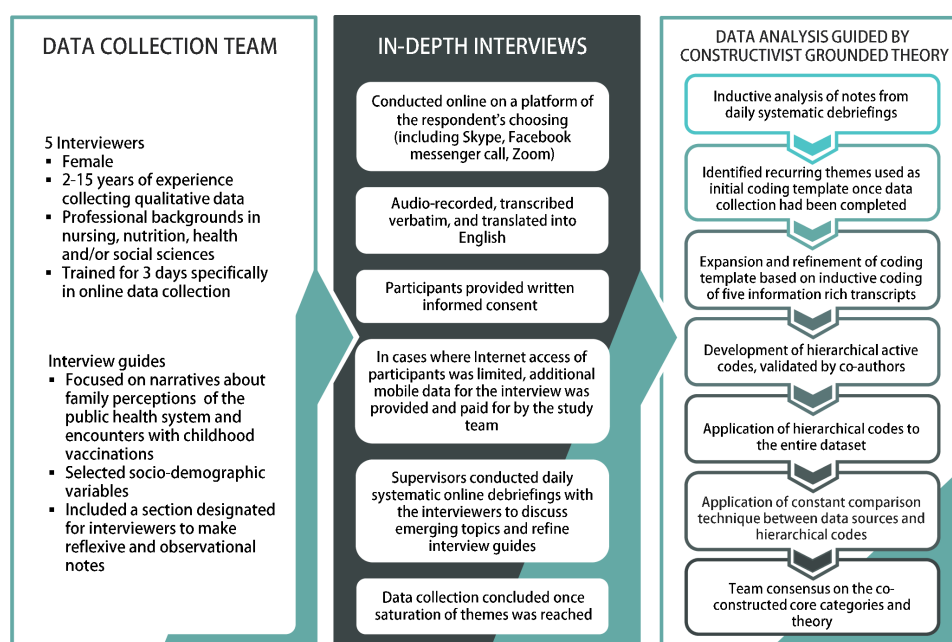 DATA COLLECTION TEAM
5 Interviewers
▪ Female
▪ 2-15 years of experience
collecting qualitative data
▪ Professional backgrounds in
nursing, nutrition, health
and/or social sciences
▪ Trained for 3 days specifically
in online data collection
Interview guides
▪ Focused on narratives about
family perceptions of the
public health system and
encounters with childhood
vaccinations
▪ Selected socio-demographic
variables
▪ Included a section designated
for interviewers to make
reflexive and observational
notes
IN-DEPTH INTERVIEWS
Conducted online on a platform of
the respondent's choosing
(including Skype, Facebook
messenger call, Zoom)
Audio-recorded, transcribed
verbatim, and translated into
English
Participants provided written
informed consent
In cases where Internet access of
participants was limited, additional
mobile data for the interview was
provided and paid for by the study
team
Supervisors conducted daily
systematic online debriefings with
the interviewers to discuss
emerging topics and refine
interview guides
Data collection concluded once
saturation of themes was reached
DATA ANALYSIS GUIDED BY
CONSTRUCTIVIST GROUNDED THEORY
Inductive analysis of notes from
daily systematic debriefings
Identified recurring themes used as
initial coding template once data
collection had been completed
Expansion and refinement of coding
template based on inductive coding
of five information rich transcripts
Development of hierarchical active
codes, validated by co-authors
Application of hierarchical codes to
the entire dataset
Application of constant comparison
technique between data sources and
hierarchical codes
Team consensus on the co-
constructed core categories and
theory